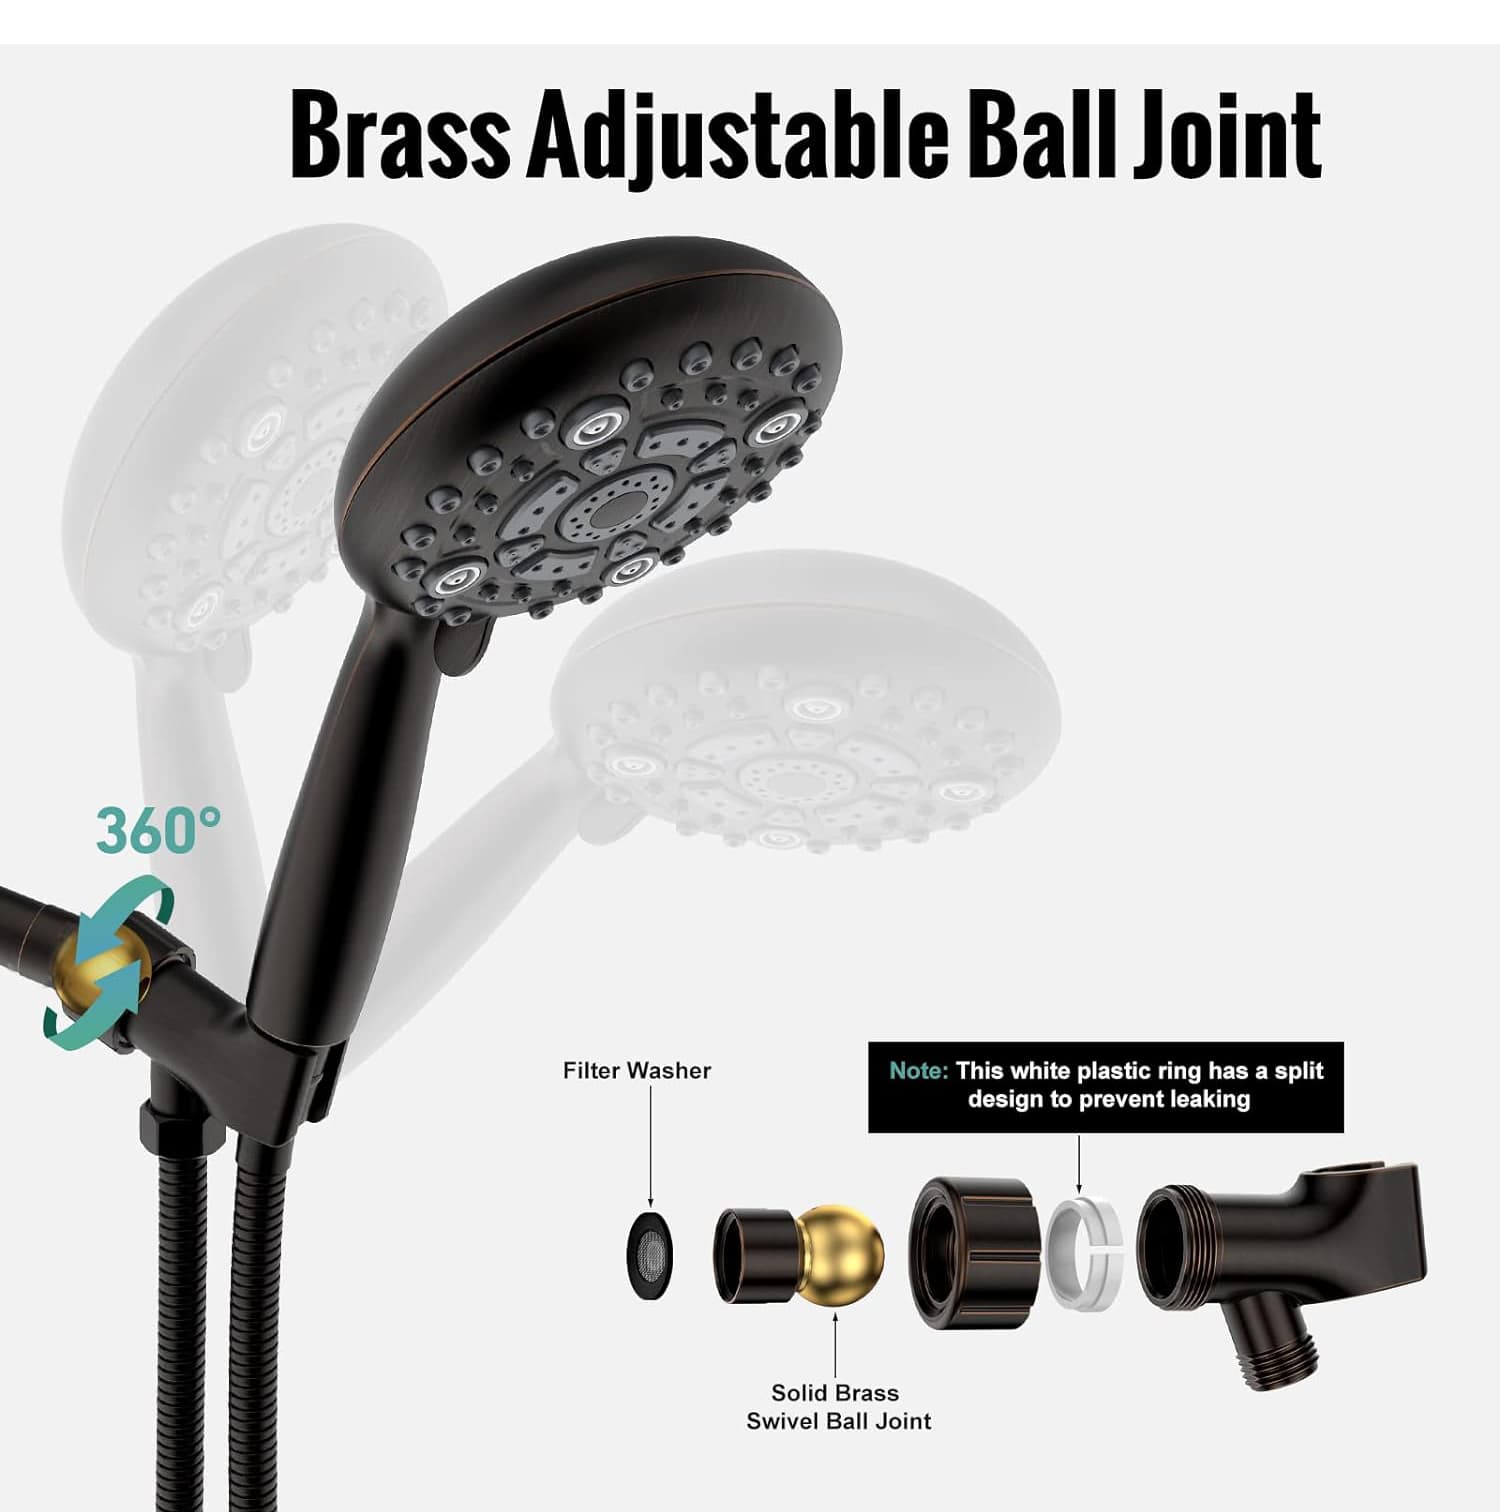 Brass Adjustable Ball Joint
360°
Filter Washer
Note: This white plastic ring has a split
design to prevent leaking
Solid Brass
Swivel Ball Joint